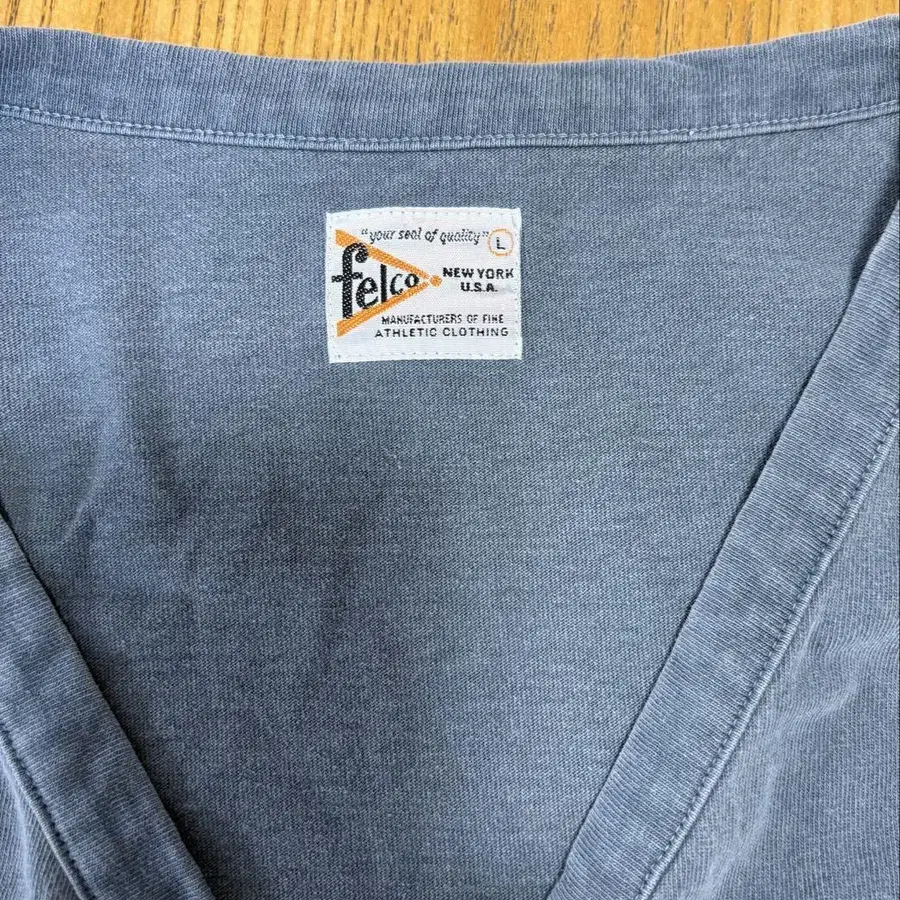 "your seal of quality" L
felco
NEW YORK
U.S.A.
MANUFACTURERS OF FINE
ATHLETIC CLOTHING